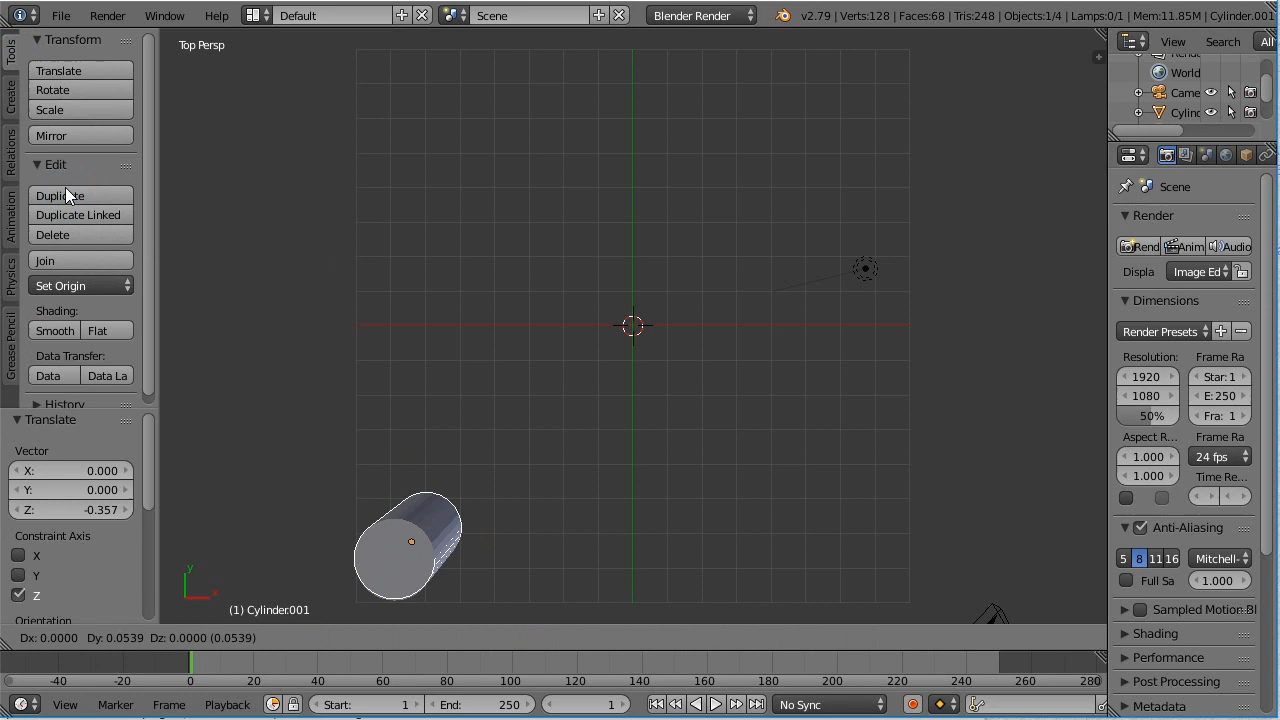 File Render Window Help Default Scene Blender Render v2.79 | Verts:128 | Faces:68 | Tris:248 | Objects:1/4 | Lamps:0/1 | Mem:11.85M | Cylinder.001
Tools
Create
Relations
Animation
Physics
Grease Pencil
Transform
Translate
Rotate
Scale
Mirror
Edit
Duplicate
Duplicate Linked
Delete
Join
Set Origin
Shading:
Smooth Flat
Data Transfer:
Data Data La
History
Translate
Vector
X: 0.000
Y: 0.000
Z: -0.357
Constraint Axis
X
Y
Z
Orientation
Top Persp
y
x
(1) Cylinder.001
Dx: 0.0000 Dy: 0.0539 Dz: 0.0000 (0.0539)
View Search All
World
Came
Cylinc
Scene
Render
Rend Anim Audio
Displa Image Ed
Dimensions
Render Presets
Resolution: Frame Ra
1920 Star: 1
1080 E: 250
50% Fra: 1
Aspect R... Frame Ra
1.000 24 fps
1.000 Time Re...
Anti-Aliasing
5 8 11 16 Mitchell-
Full Sa 1.000
Sampled Motion Bl
Shading
Performance
Post Processing
Metadata
-40 -20 0 20 40 60 80 100 120 140 160 180 200 220 240 260 280
View Marker Frame Playback Start: 1 End: 250 1 No Sync